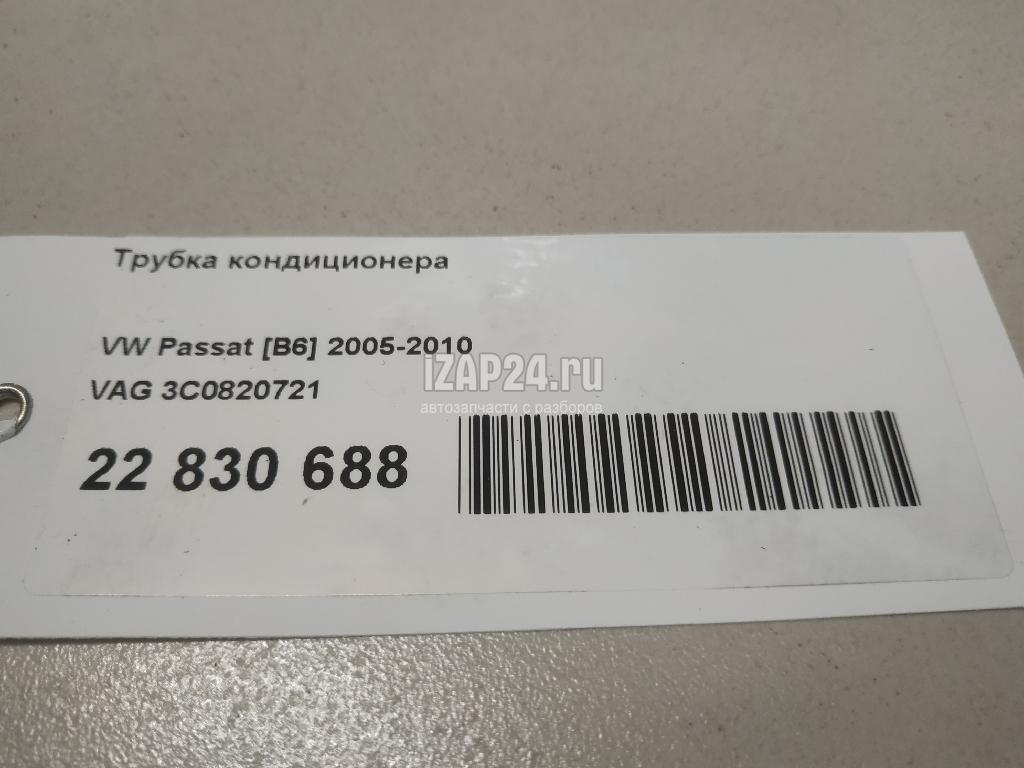 Трубка кондиционера
VW Passat [B6] 2005-2010
VAG 3C0820721
iZAP24.ru
автозапчасти с разборов
22 830 688